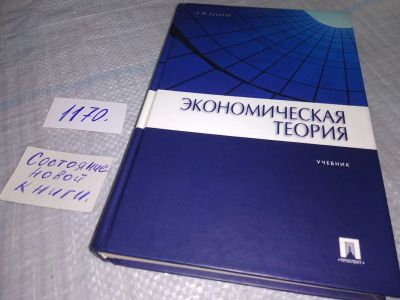 ЭКОНОМИЧЕСКАЯ
ТЕОРИЯ
УЧЕБНИК
• ПРОСПЕКТ •
1170.
Состояние
новой
книги.